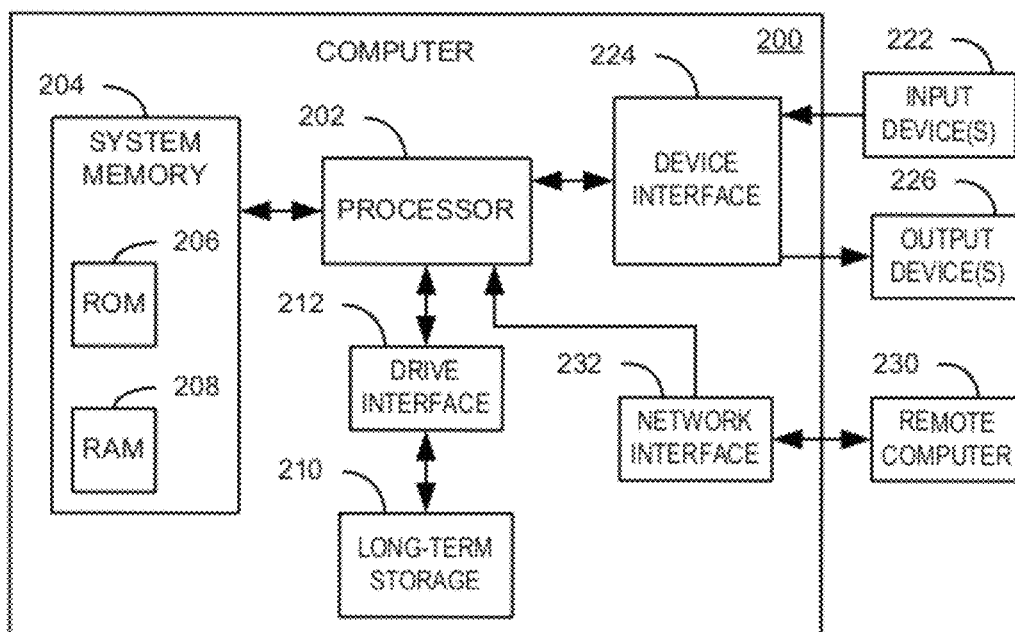 COMPUTER
200
204
SYSTEM
MEMORY
206
ROM
208
RAM
202
PROCESSOR
212
DRIVE
INTERFACE
210
LONG-TERM
STORAGE
224
DEVICE
INTERFACE
232
NETWORK
INTERFACE
222
INPUT
DEVICE(S)
226
OUTPUT
DEVICE(S)
230
REMOTE
COMPUTER